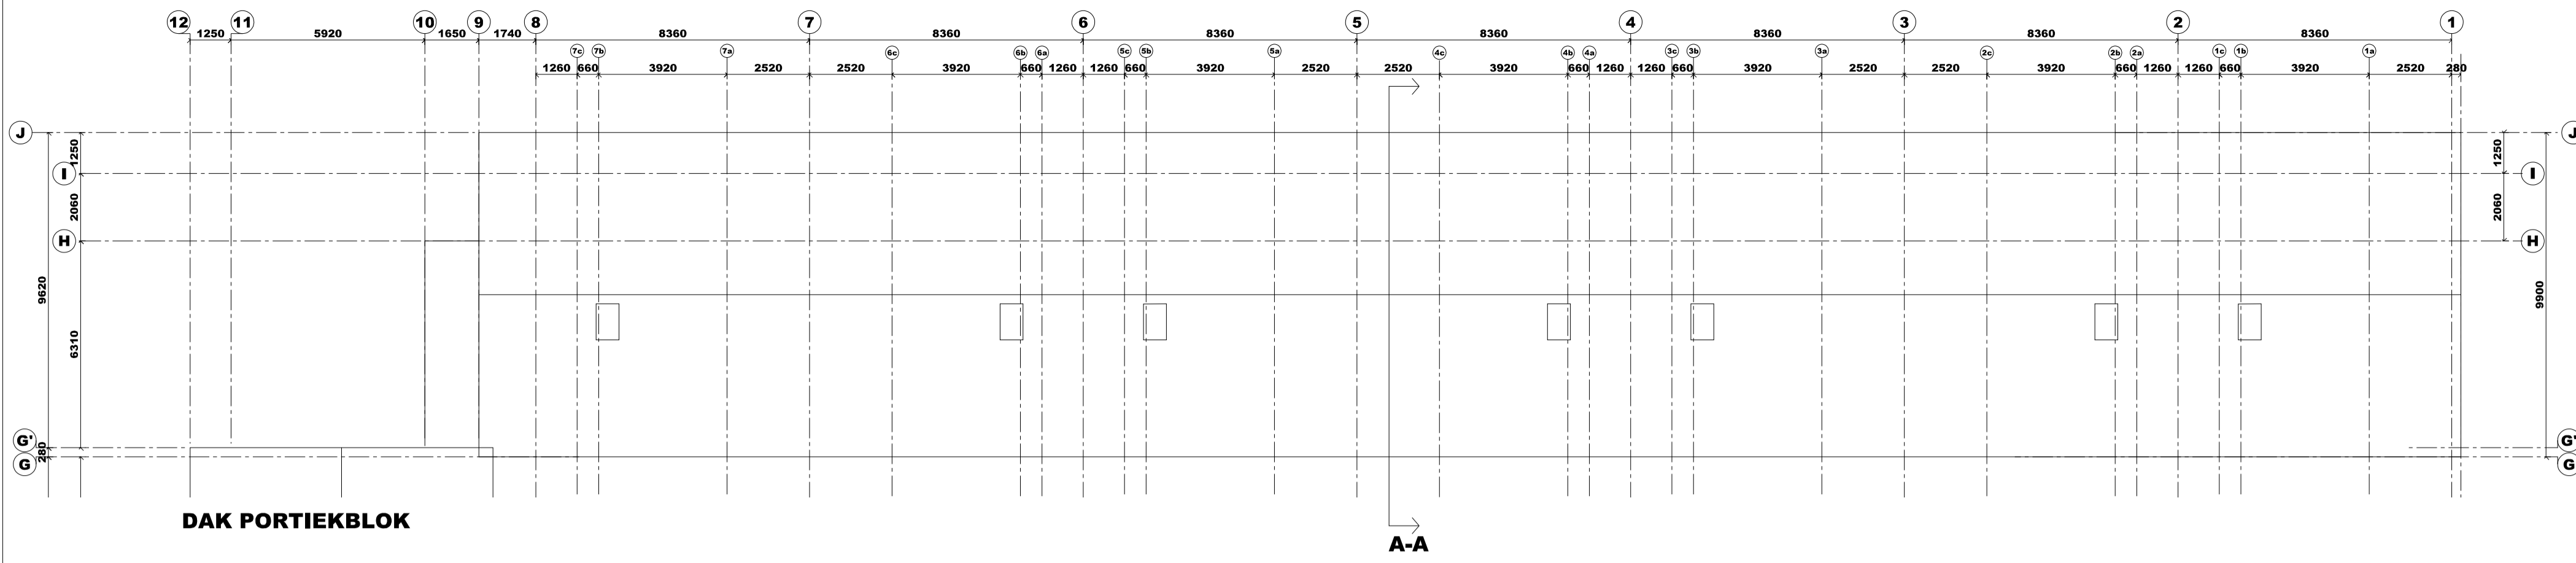 12 11 10 9 8 7 6 5 4 3 2 1
1250 5920 1650 1740 8360 8360 8360 8360 8360 8360 8360
7c 7b 7a 6c 6b 6a 5c 5b 5a 4c 4b 4a 3c 3b 3a 2c 2b 2a 1c 1b 1a
1260 660 3920 2520 2520 3920 660 1260 1260 660 3920 2520 2520 3920 660 1260 1260 660 3920 2520 2520 3920 660 1260 1260 660 3920 2520 280
J J
1250 1250
I I
2060 2060
H H
9620 9900
6310
G' G'
280
G G
DAK PORTIEKBLOK
A-A